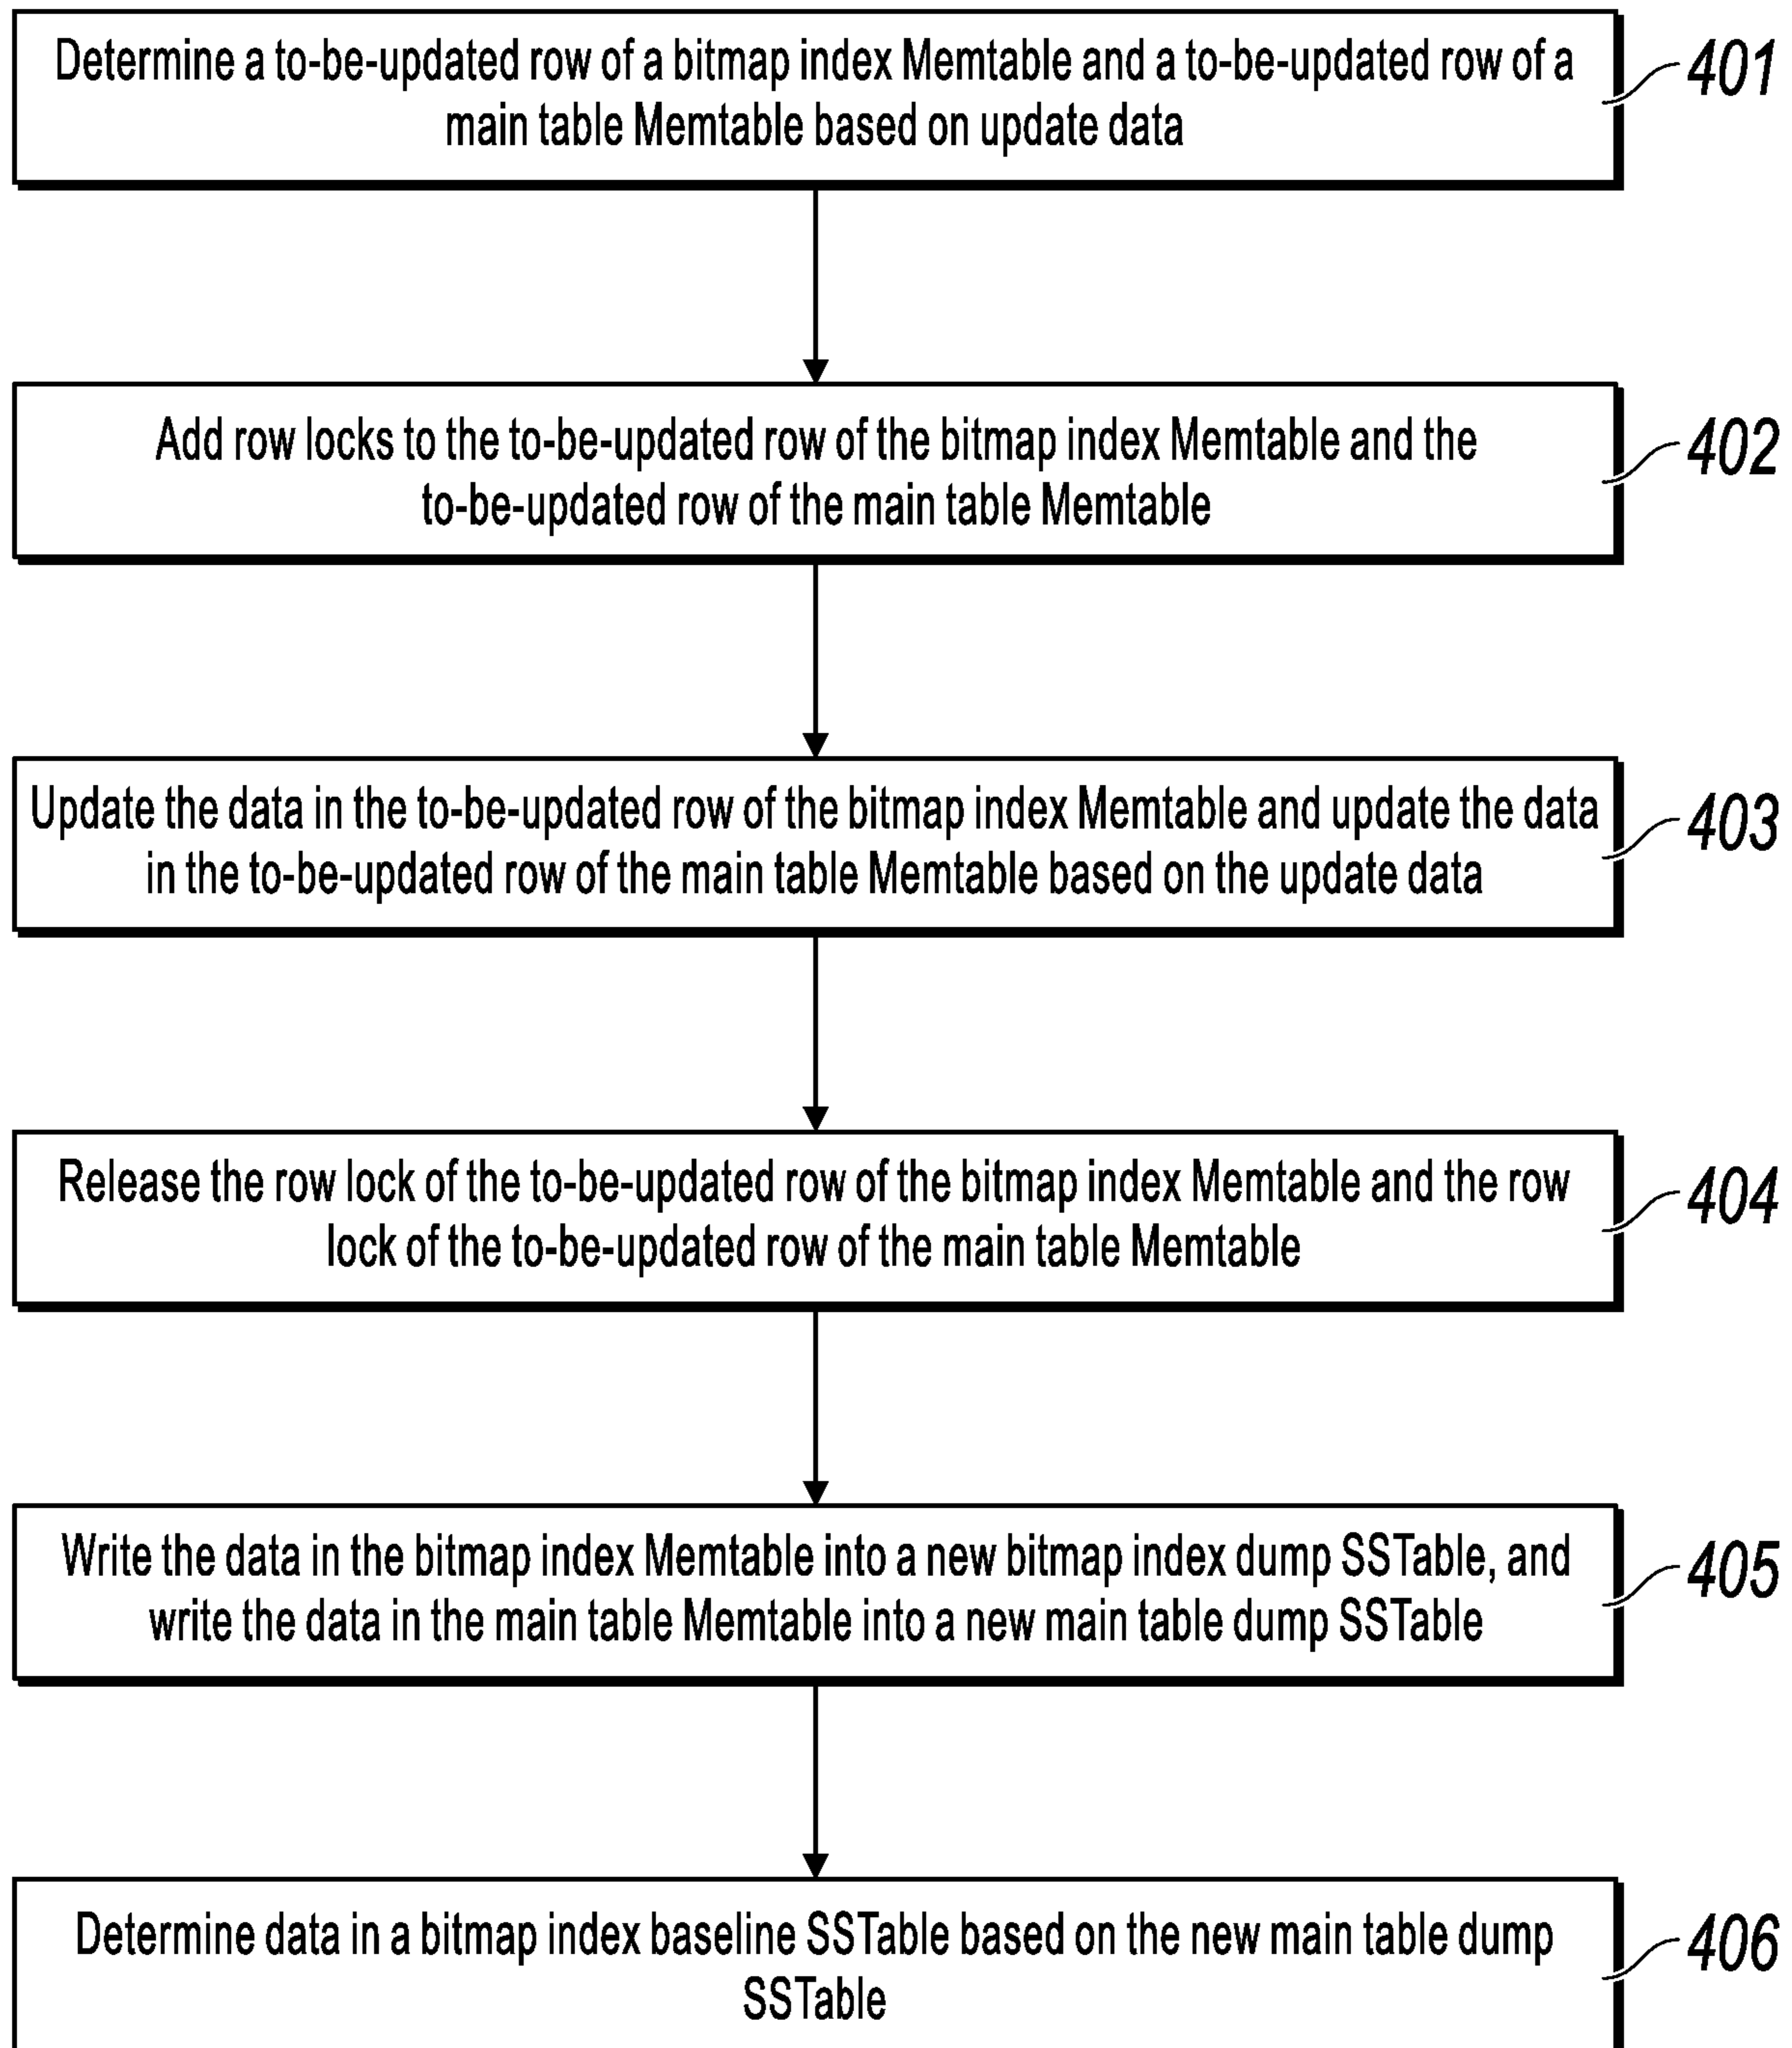 Determine a to-be-updated row of a bitmap index Memtable and a to-be-updated row of a
main table Memtable based on update data
401
Add row locks to the to-be-updated row of the bitmap index Memtable and the
to-be-updated row of the main table Memtable
402
Update the data in the to-be-updated row of the bitmap index Memtable and update the data
in the to-be-updated row of the main table Memtable based on the update data
403
Release the row lock of the to-be-updated row of the bitmap index Memtable and the row
lock of the to-be-updated row of the main table Memtable
404
Write the data in the bitmap index Memtable into a new bitmap index dump SSTable, and
write the data in the main table Memtable into a new main table dump SSTable
405
Determine data in a bitmap index baseline SSTable based on the new main table dump
SSTable
406